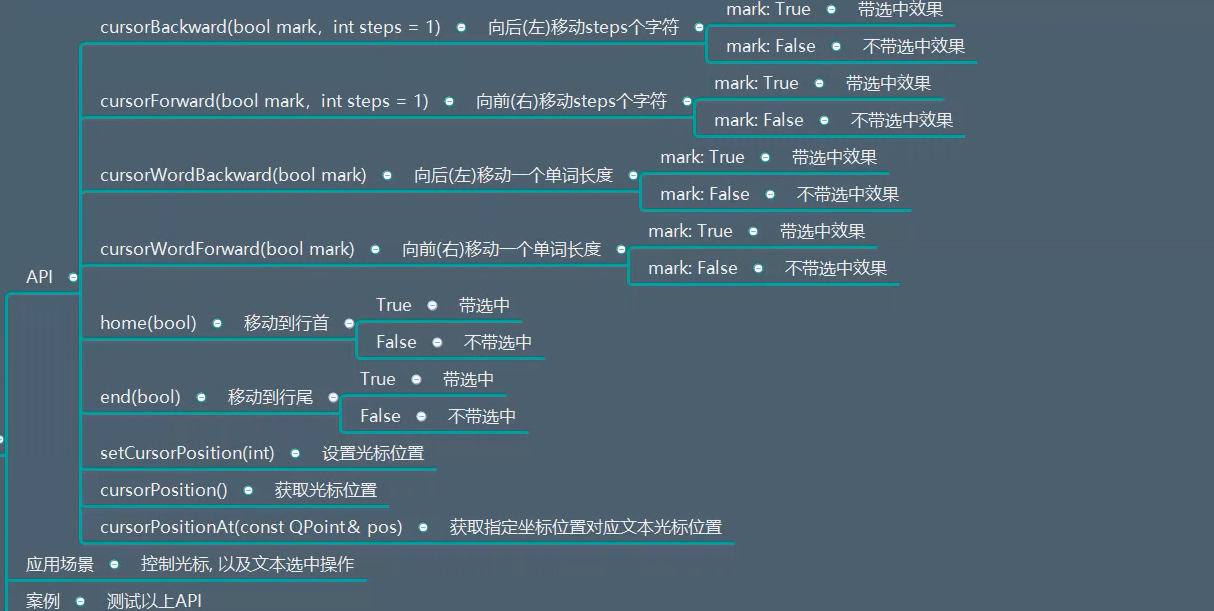 cursorBackward(bool mark，int steps = 1) 向后(左)移动steps个字符
mark: True 带选中效果
mark: False 不带选中效果
cursorForward(bool mark，int steps = 1) 向前(右)移动steps个字符
mark: True 带选中效果
mark: False 不带选中效果
cursorWordBackward(bool mark) 向后(左)移动一个单词长度
mark: True 带选中效果
mark: False 不带选中效果
cursorWordForward(bool mark) 向前(右)移动一个单词长度
mark: True 带选中效果
mark: False 不带选中效果
API
home(bool) 移动到行首
True 带选中
False 不带选中
end(bool) 移动到行尾
True 带选中
False 不带选中
setCursorPosition(int) 设置光标位置
cursorPosition() 获取光标位置
cursorPositionAt(const QPoint& pos) 获取指定坐标位置对应文本光标位置
应用场景 控制光标, 以及文本选中操作
案例 测试以上API